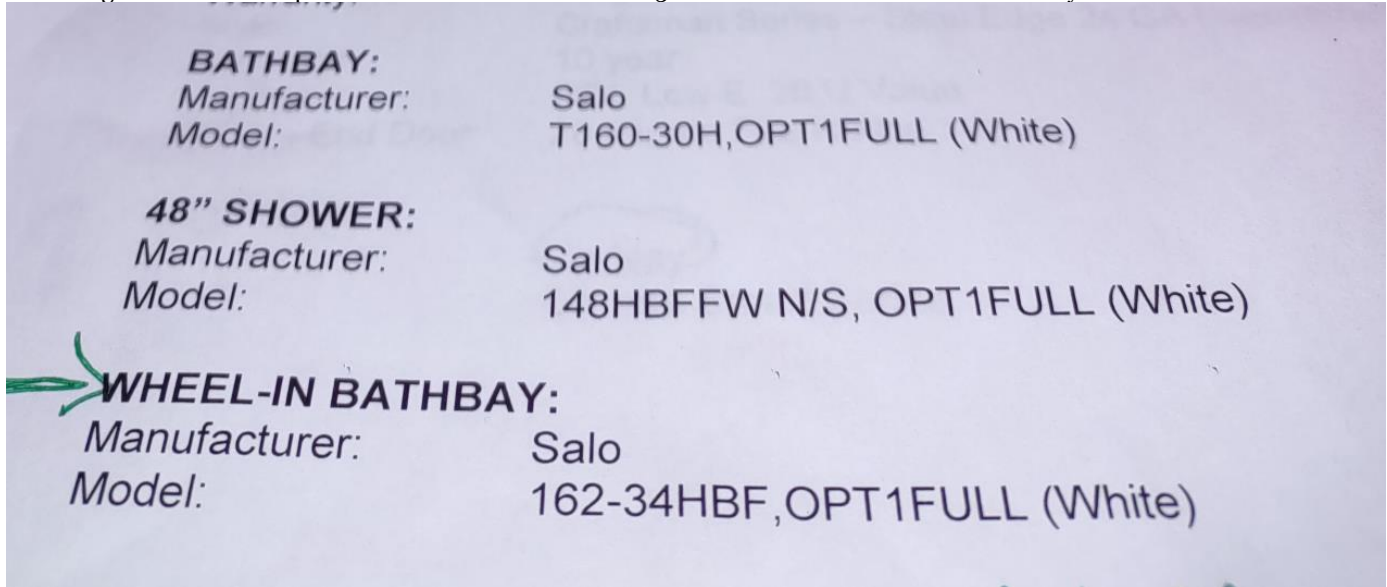 Warranty:
BATHBAY:
Manufacturer: Salo
Model: T160-30H,OPT1FULL (White)
48” SHOWER:
Manufacturer: Salo
Model: 148HBFFW N/S, OPT1FULL (White)
WHEEL-IN BATHBAY:
Manufacturer: Salo
Model: 162-34HBF,OPT1FULL (White)